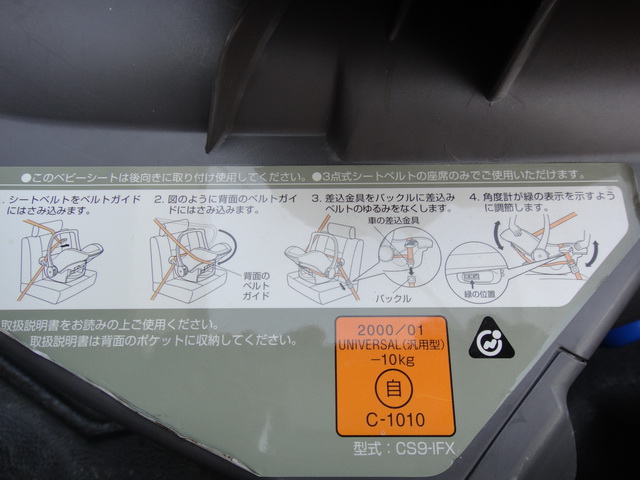 ●このベビーシートは後向きに取り付け使用してください。●3点式シートベルトの座席のみでご使用いただけます。
1. シートベルトをベルトガイド
にはさみ込みます。
2. 図のように背面のベルトガイ
ドにはさみ込みます。
3. 差込金具をバックルに差込み
ベルトのゆるみをなくします。
4. 角度計が緑の表示を示すよう
に調節します。
車の差込金具
背面の
ベルト
ガイド
バックル
緑の位置
取扱説明書をお読みの上ご使用ください。
取扱説明書は背面のポケットに収納してください。
2000/01
UNIVERSAL(汎用型)
-10kg
自
C-1010
型式：CS9-IFX